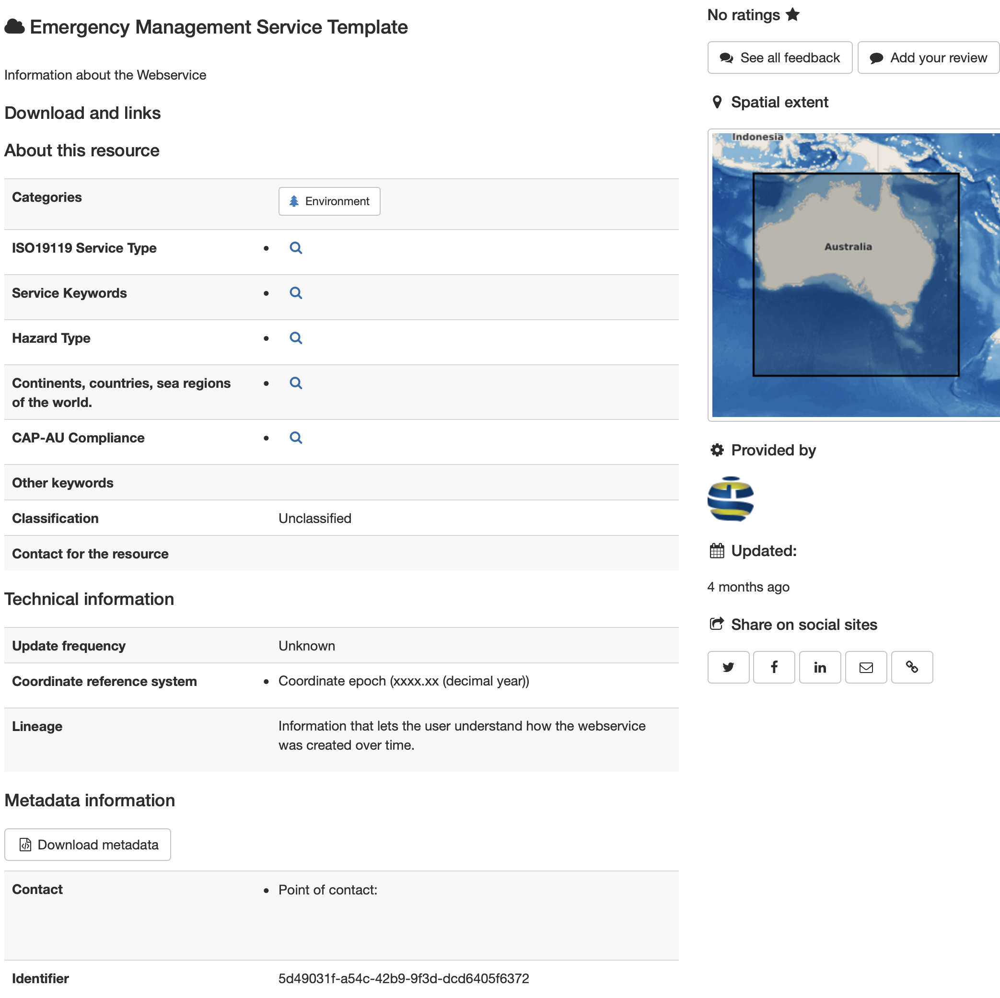 Emergency Management Service Template
Information about the Webservice
Download and links
About this resource
Categories
Environment
ISO19119 Service Type
Service Keywords
Hazard Type
Continents, countries, sea regions
of the world.
CAP-AU Compliance
Other keywords
Classification
Unclassified
Contact for the resource
Technical information
Update frequency
Unknown
Coordinate reference system
• Coordinate epoch (xxxx.xx (decimal year))
Lineage
Information that lets the user understand how the webservice
was created over time.
Metadata information
Download metadata
Contact
• Point of contact:
Identifier
5d49031f-a54c-42b9-9f3d-dcd6405f6372
No ratings
See all feedback
Add your review
Spatial extent
Indonesia
Australia
Provided by
Updated:
4 months ago
Share on social sites